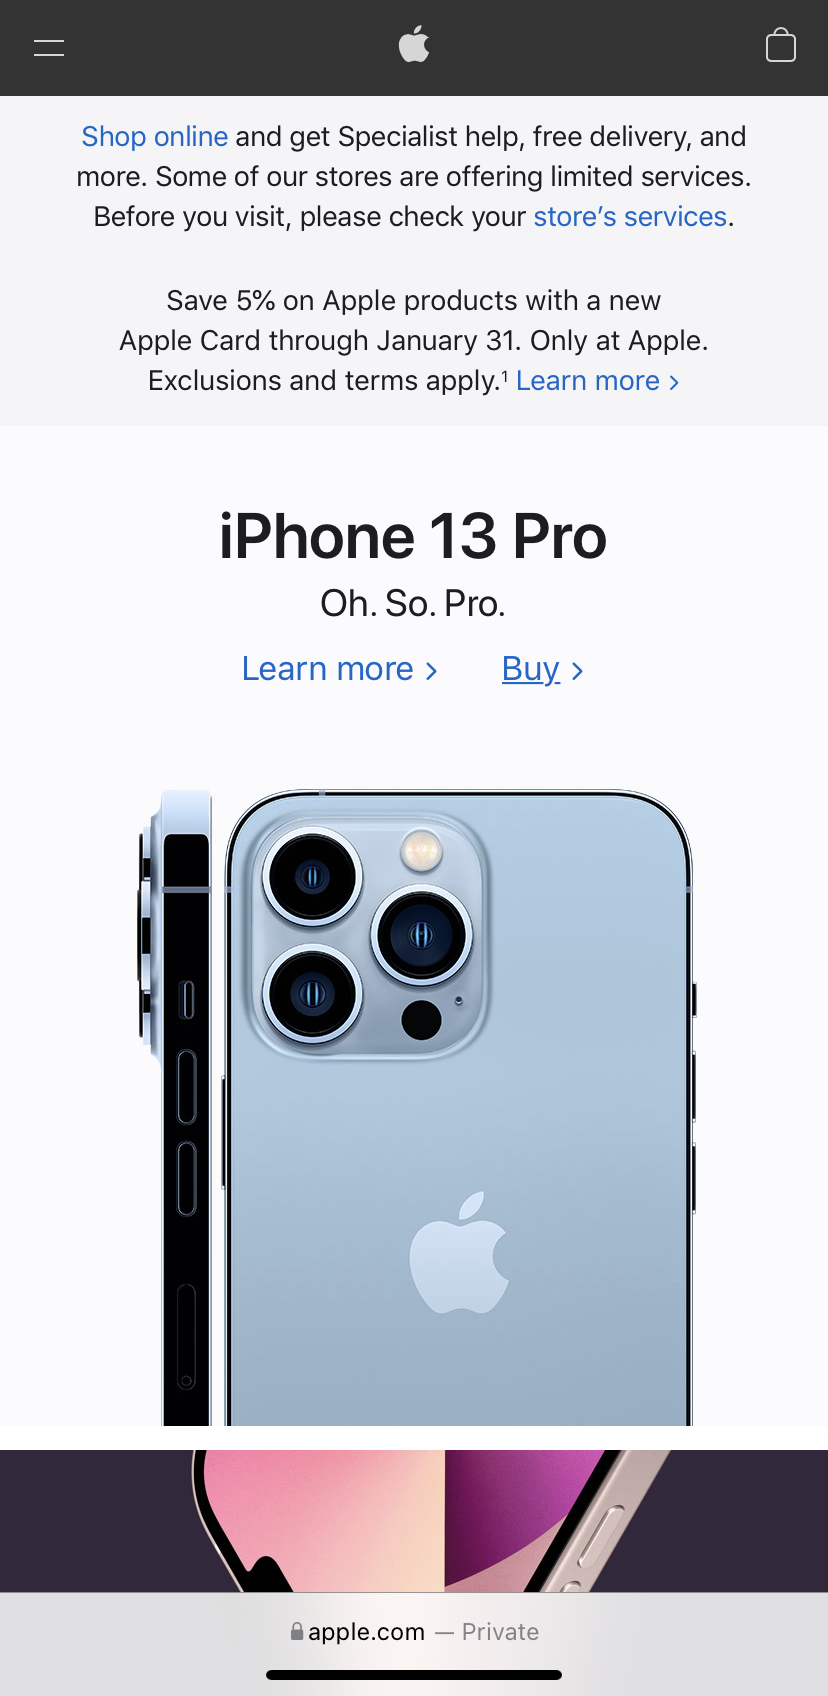 Shop online and get Specialist help, free delivery, and
more. Some of our stores are offering limited services.
Before you visit, please check your store’s services.
Save 5% on Apple products with a new
Apple Card through January 31. Only at Apple.
Exclusions and terms apply.¹ Learn more >
iPhone 13 Pro
Oh. So. Pro.
Learn more > Buy >
apple.com — Private